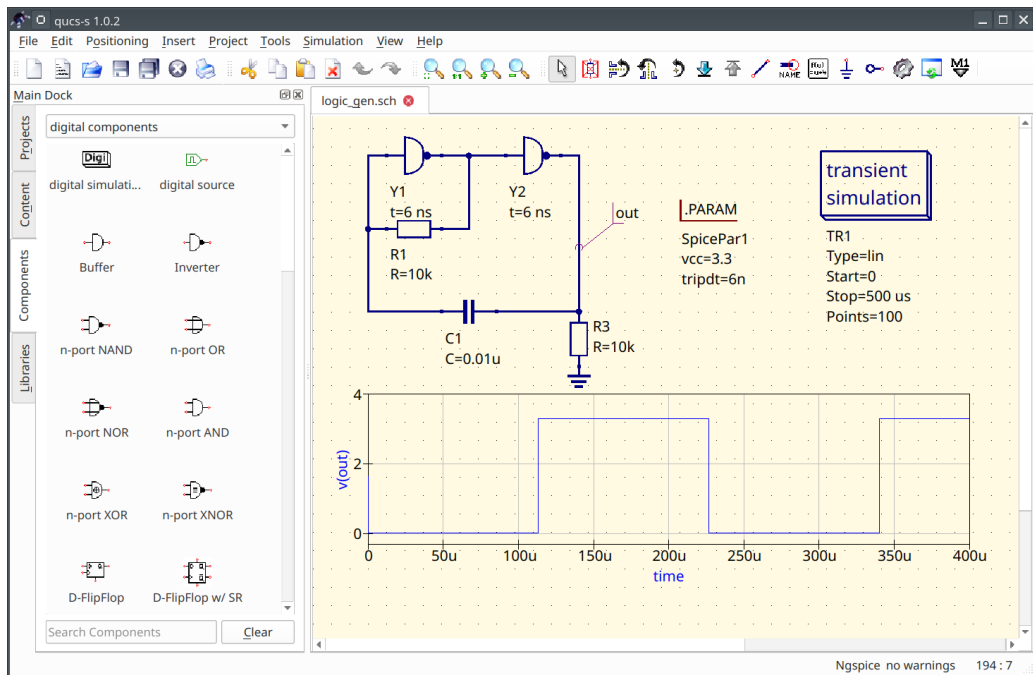 qucs-s 1.0.2
File Edit Positioning Insert Project Tools Simulation View Help
NAME
M1
Main Dock
logic_gen.sch
Projects
Content
Components
Libraries
digital components
Digi
digital simulati...
digital source
Buffer
Inverter
n-port NAND
n-port OR
n-port NOR
n-port AND
n-port XOR
n-port XNOR
D-FlipFlop
D-FlipFlop w/ SR
Search Components
Clear
Y1
t=6 ns
Y2
t=6 ns
R1
R=10k
C1
C=0.01u
R3
R=10k
out
.PARAM
SpicePar1
vcc=3.3
tripdt=6n
transient
simulation
TR1
Type=lin
Start=0
Stop=500 us
Points=100
v(out)
4
2
0
0 50u 100u 150u 200u 250u 300u 350u 400u
time
Ngspice no warnings 194 : 7